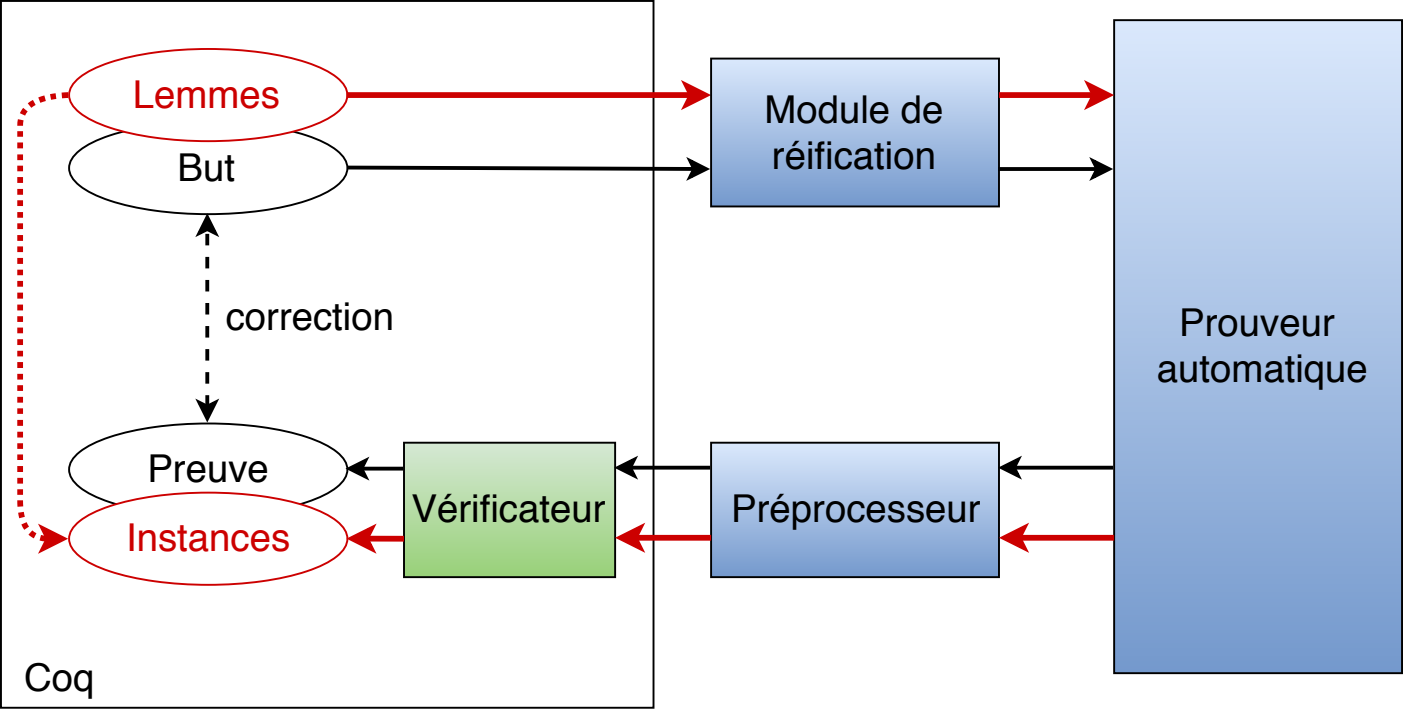 Lemmes
But
Module de
réification
correction
Prouveur
automatique
Preuve
Instances
Vérificateur
Préprocesseur
Coq